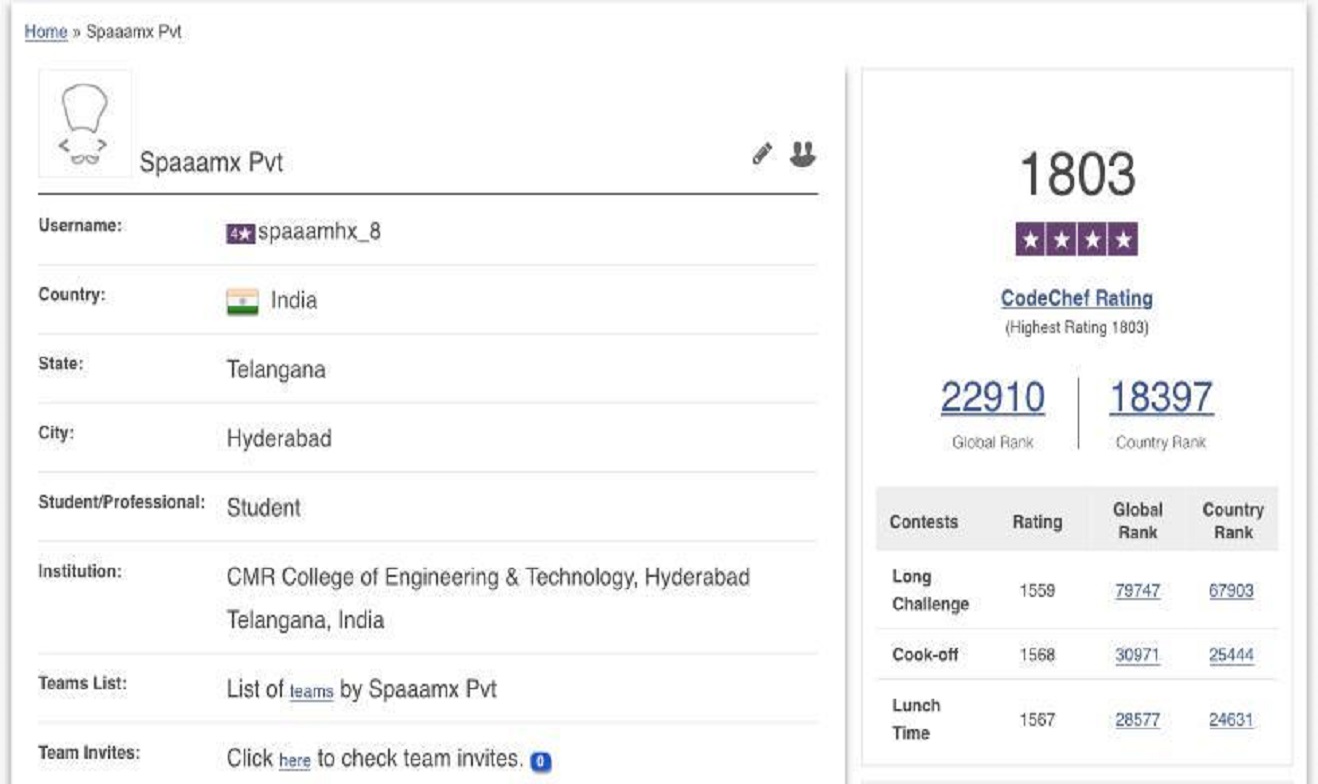 Home » Spaaamx Pvt
Spaaamx Pvt
Username: 4★ spaaamhx_8
Country: India
State: Telangana
City: Hyderabad
Student/Professional: Student
Institution: CMR College of Engineering & Technology, Hyderabad
Telangana, India
Teams List: List of teams by Spaaamx Pvt
Team Invites: Click here to check team invites. 0
1803
★★★★
CodeChef Rating
(Highest Rating 1803)
22910 18397
Global Rank Country Rank
Contests Rating Global Rank Country Rank
Long Challenge 1559 79747 67903
Cook-off 1568 30971 25444
Lunch Time 1567 28577 24631